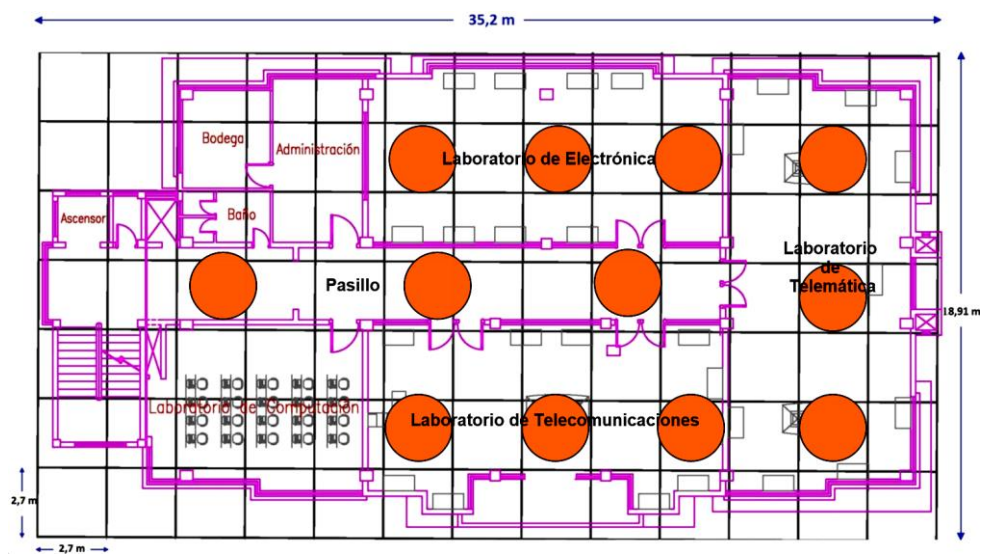 35,2 m
Bodega
Administración
Laboratorio de Electrónica
Ascensor
Baño
Laboratorio
de
Telemática
Pasillo
18,91 m
Laboratorio de Computación
Laboratorio de Telecomunicaciones
2,7 m
2,7 m